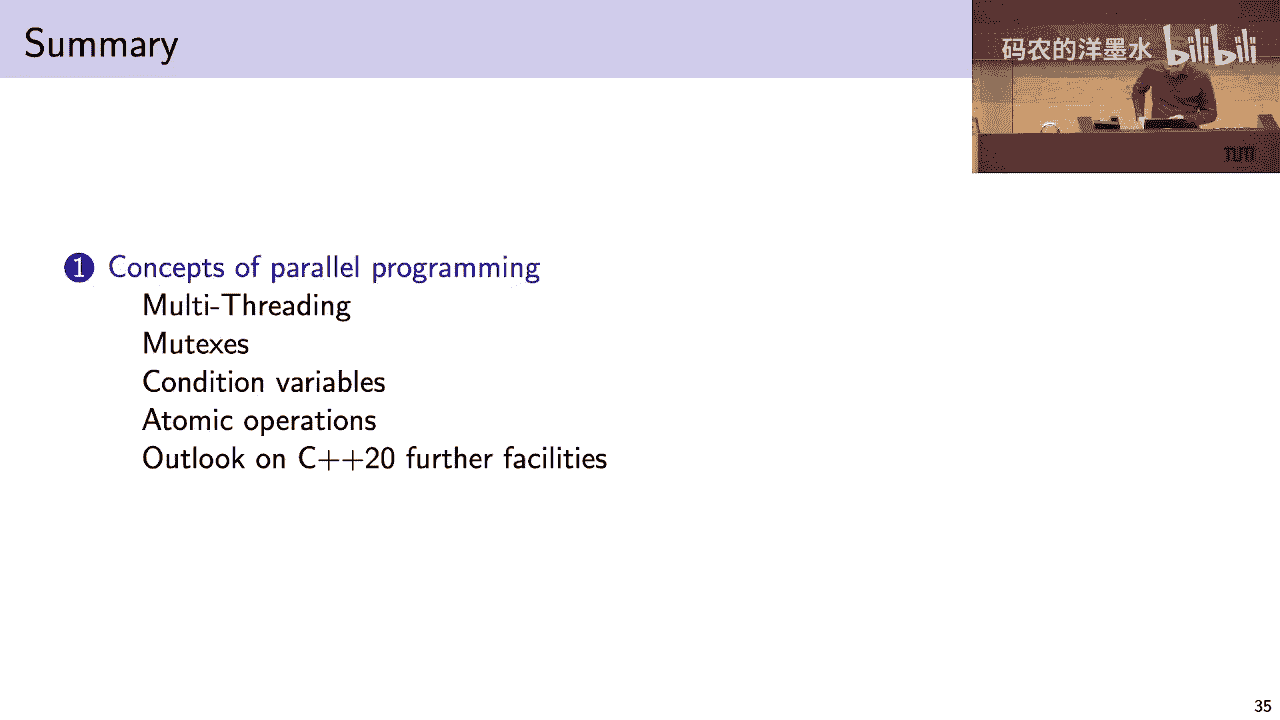 Summary
码农的洋墨水 bilibili
TUM
1 Concepts of parallel programming
Multi-Threading
Mutexes
Condition variables
Atomic operations
Outlook on C++20 further facilities
35